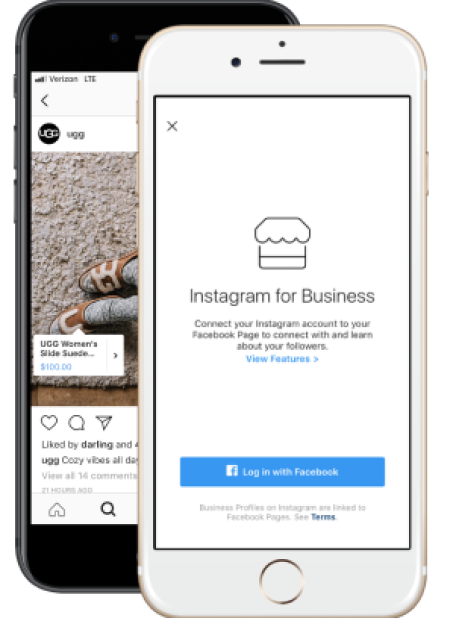 Verizon LTE
UGG
ugg
UGG Women's
Slide Suede...
$100.00
Liked by darling and 4
ugg Cozy vibes all da
View all 14 comments
21 HOURS AGO
Instagram for Business
Connect your Instagram account to your
Facebook Page to connect with and learn
about your followers.
View Features >
Log in with Facebook
Business Profiles on Instagram are linked to
Facebook Pages. See Terms.